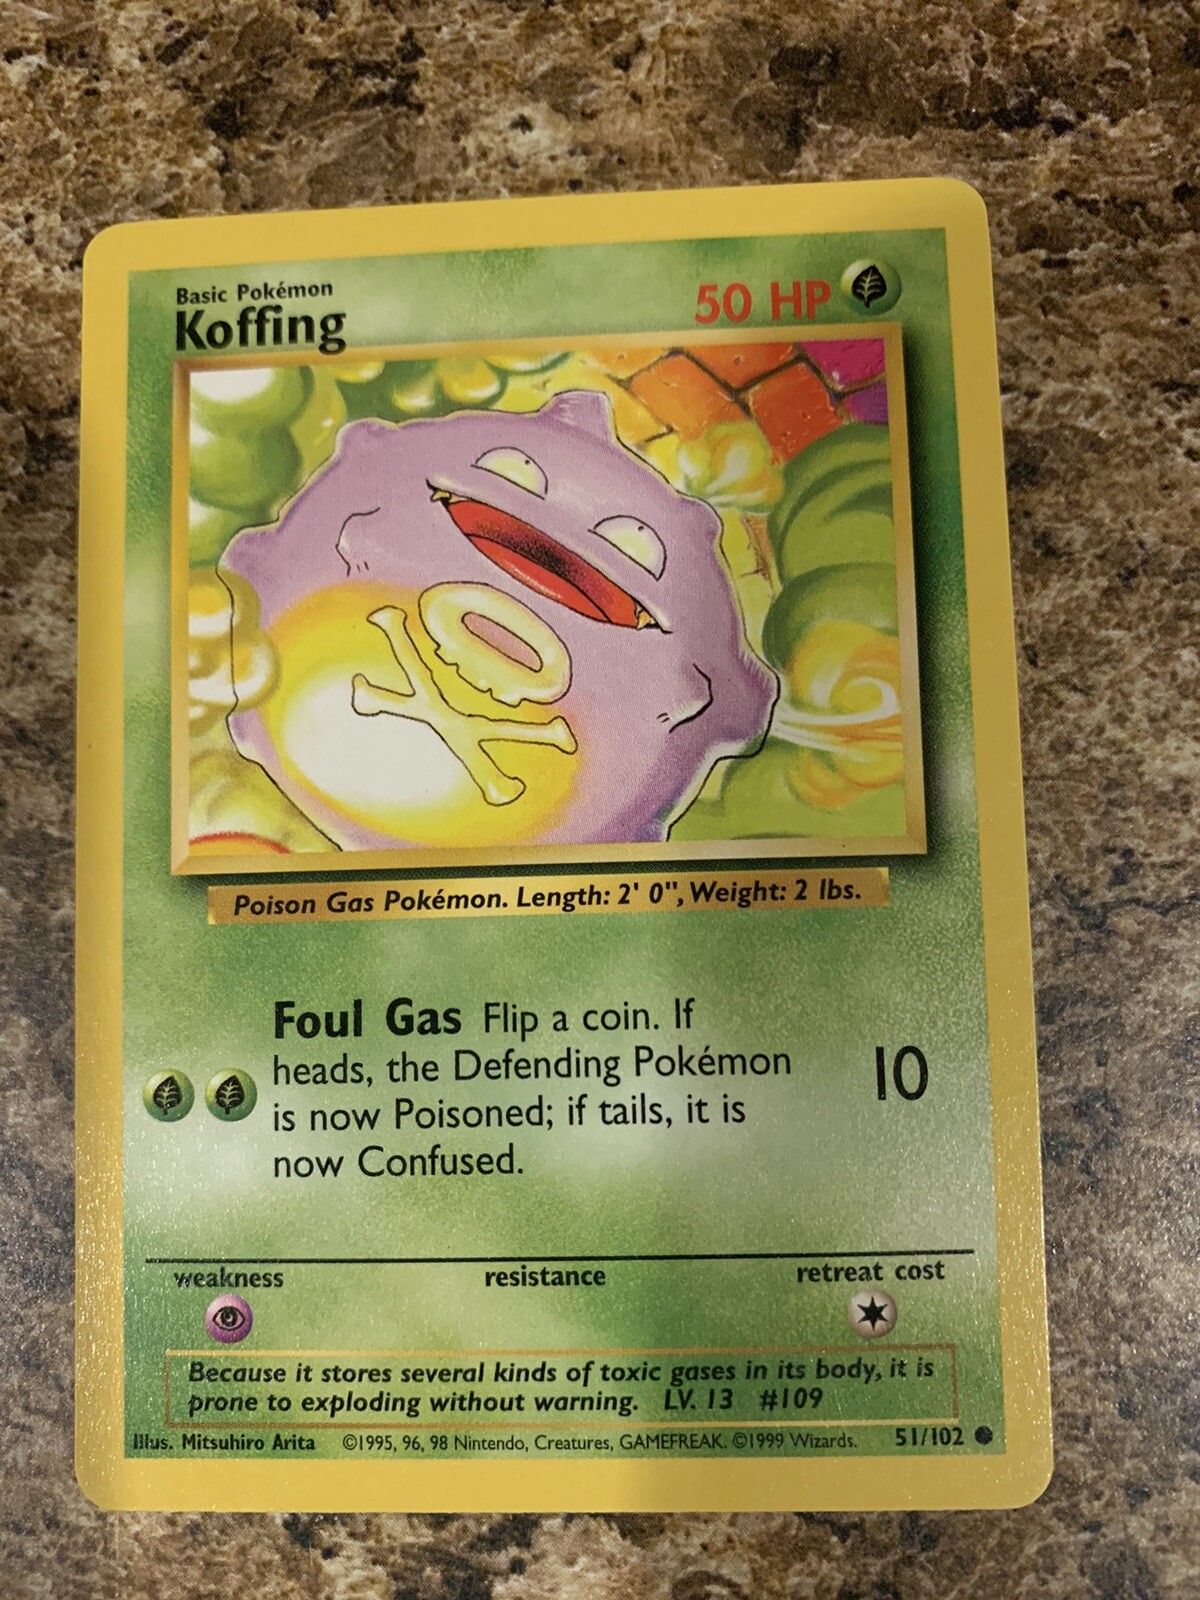 Basic Pokémon
Koffing
50 HP
Poison Gas Pokémon. Length: 2' 0", Weight: 2 lbs.
Foul Gas Flip a coin. If
heads, the Defending Pokémon
is now Poisoned; if tails, it is
now Confused.
10
weakness
resistance
retreat cost
Because it stores several kinds of toxic gases in its body, it is
prone to exploding without warning. LV. 13 #109
Illus. Mitsuhiro Arita ©1995, 96, 98 Nintendo, Creatures, GAMEFREAK. ©1999 Wizards. 51/102